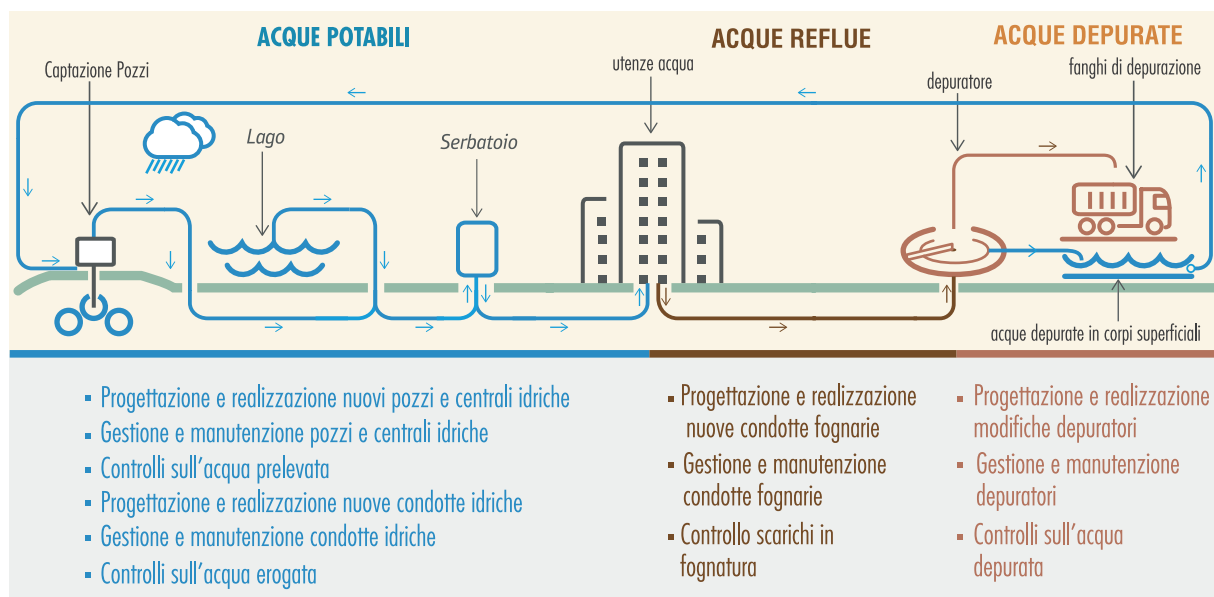 ACQUE POTABILI
ACQUE REFLUE
ACQUE DEPURATE
Captazione Pozzi
Lago
Serbatoio
utenze acqua
depuratore
fanghi di depurazione
acque depurate in corpi superficiali
▪ Progettazione e realizzazione nuovi pozzi e centrali idriche
▪ Gestione e manutenzione pozzi e centrali idriche
▪ Controlli sull'acqua prelevata
▪ Progettazione e realizzazione nuove condotte idriche
▪ Gestione e manutenzione condotte idriche
▪ Controlli sull'acqua erogata
▪ Progettazione e realizzazione
nuove condotte fognarie
▪ Gestione e manutenzione
condotte fognarie
▪ Controllo scarichi in
fognatura
▪ Progettazione e realizzazione
modifiche depuratori
▪ Gestione e manutenzione
depuratori
▪ Controlli sull'acqua
depurata